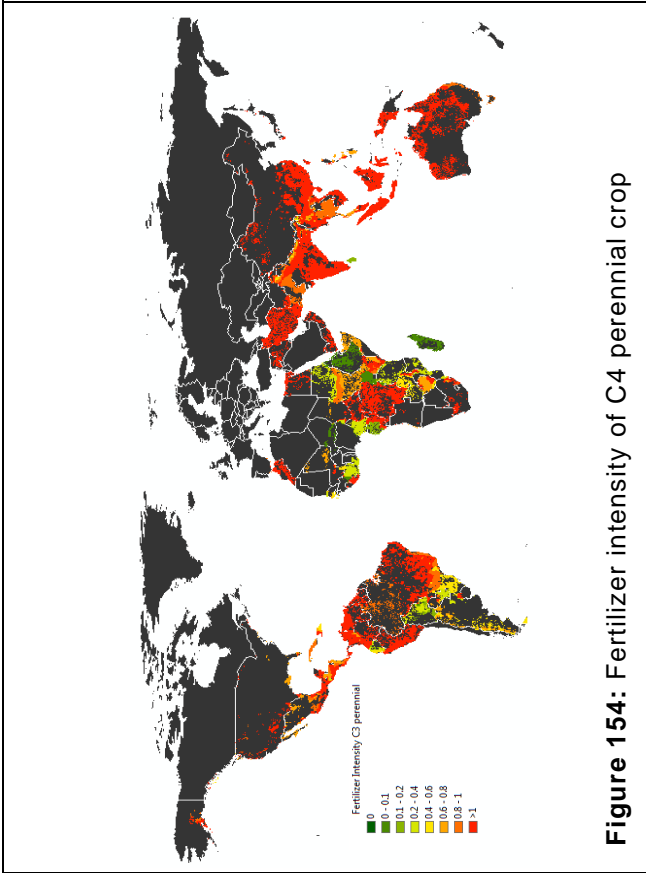 Fertilizer Intensity C3 perennial
0
0 - 0.1
0.1 - 0.2
0.2 - 0.4
0.4 - 0.6
0.6 - 0.8
0.8 - 1
>1
Figure 154: Fertilizer intensity of C4 perennial crop